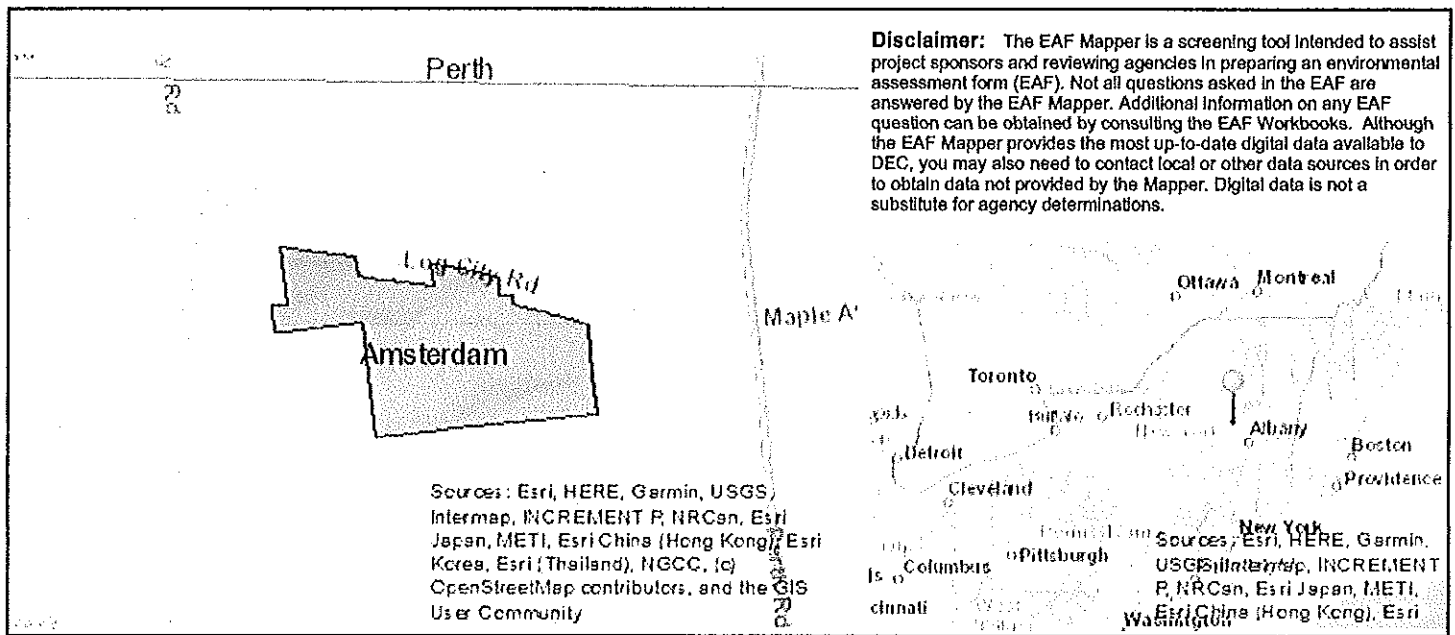 Perth
Log City Rd
Maple A
Amsterdam
Sources: Esri, HERE, Garmin, USGS,
Intermap, INCREMENT P, NRCan, Esri
Japan, METI, Esri China (Hong Kong), Esri
Korea, Esri (Thailand), NGCC, (c)
OpenStreetMap contributors, and the GIS
User Community
Rd
Disclaimer: The EAF Mapper is a screening tool intended to assist
project sponsors and reviewing agencies in preparing an environmental
assessment form (EAF). Not all questions asked in the EAF are
answered by the EAF Mapper. Additional information on any EAF
question can be obtained by consulting the EAF Workbooks. Although
the EAF Mapper provides the most up-to-date digital data available to
DEC, you may also need to contact local or other data sources in order
to obtain data not provided by the Mapper. Digital data is not a
substitute for agency determinations.
Ottawa Montreal
Toronto
Buffalo Rochester
Albany
Detroit
Boston
Providence
Cleveland
New York
Pittsburgh
Columbus
cinnati
Washington
Sources: Esri, HERE, Garmin,
USGS, Intermap, INCREMENT
P, NRCan, Esri Japan, METI,
Esri China (Hong Kong), Esri